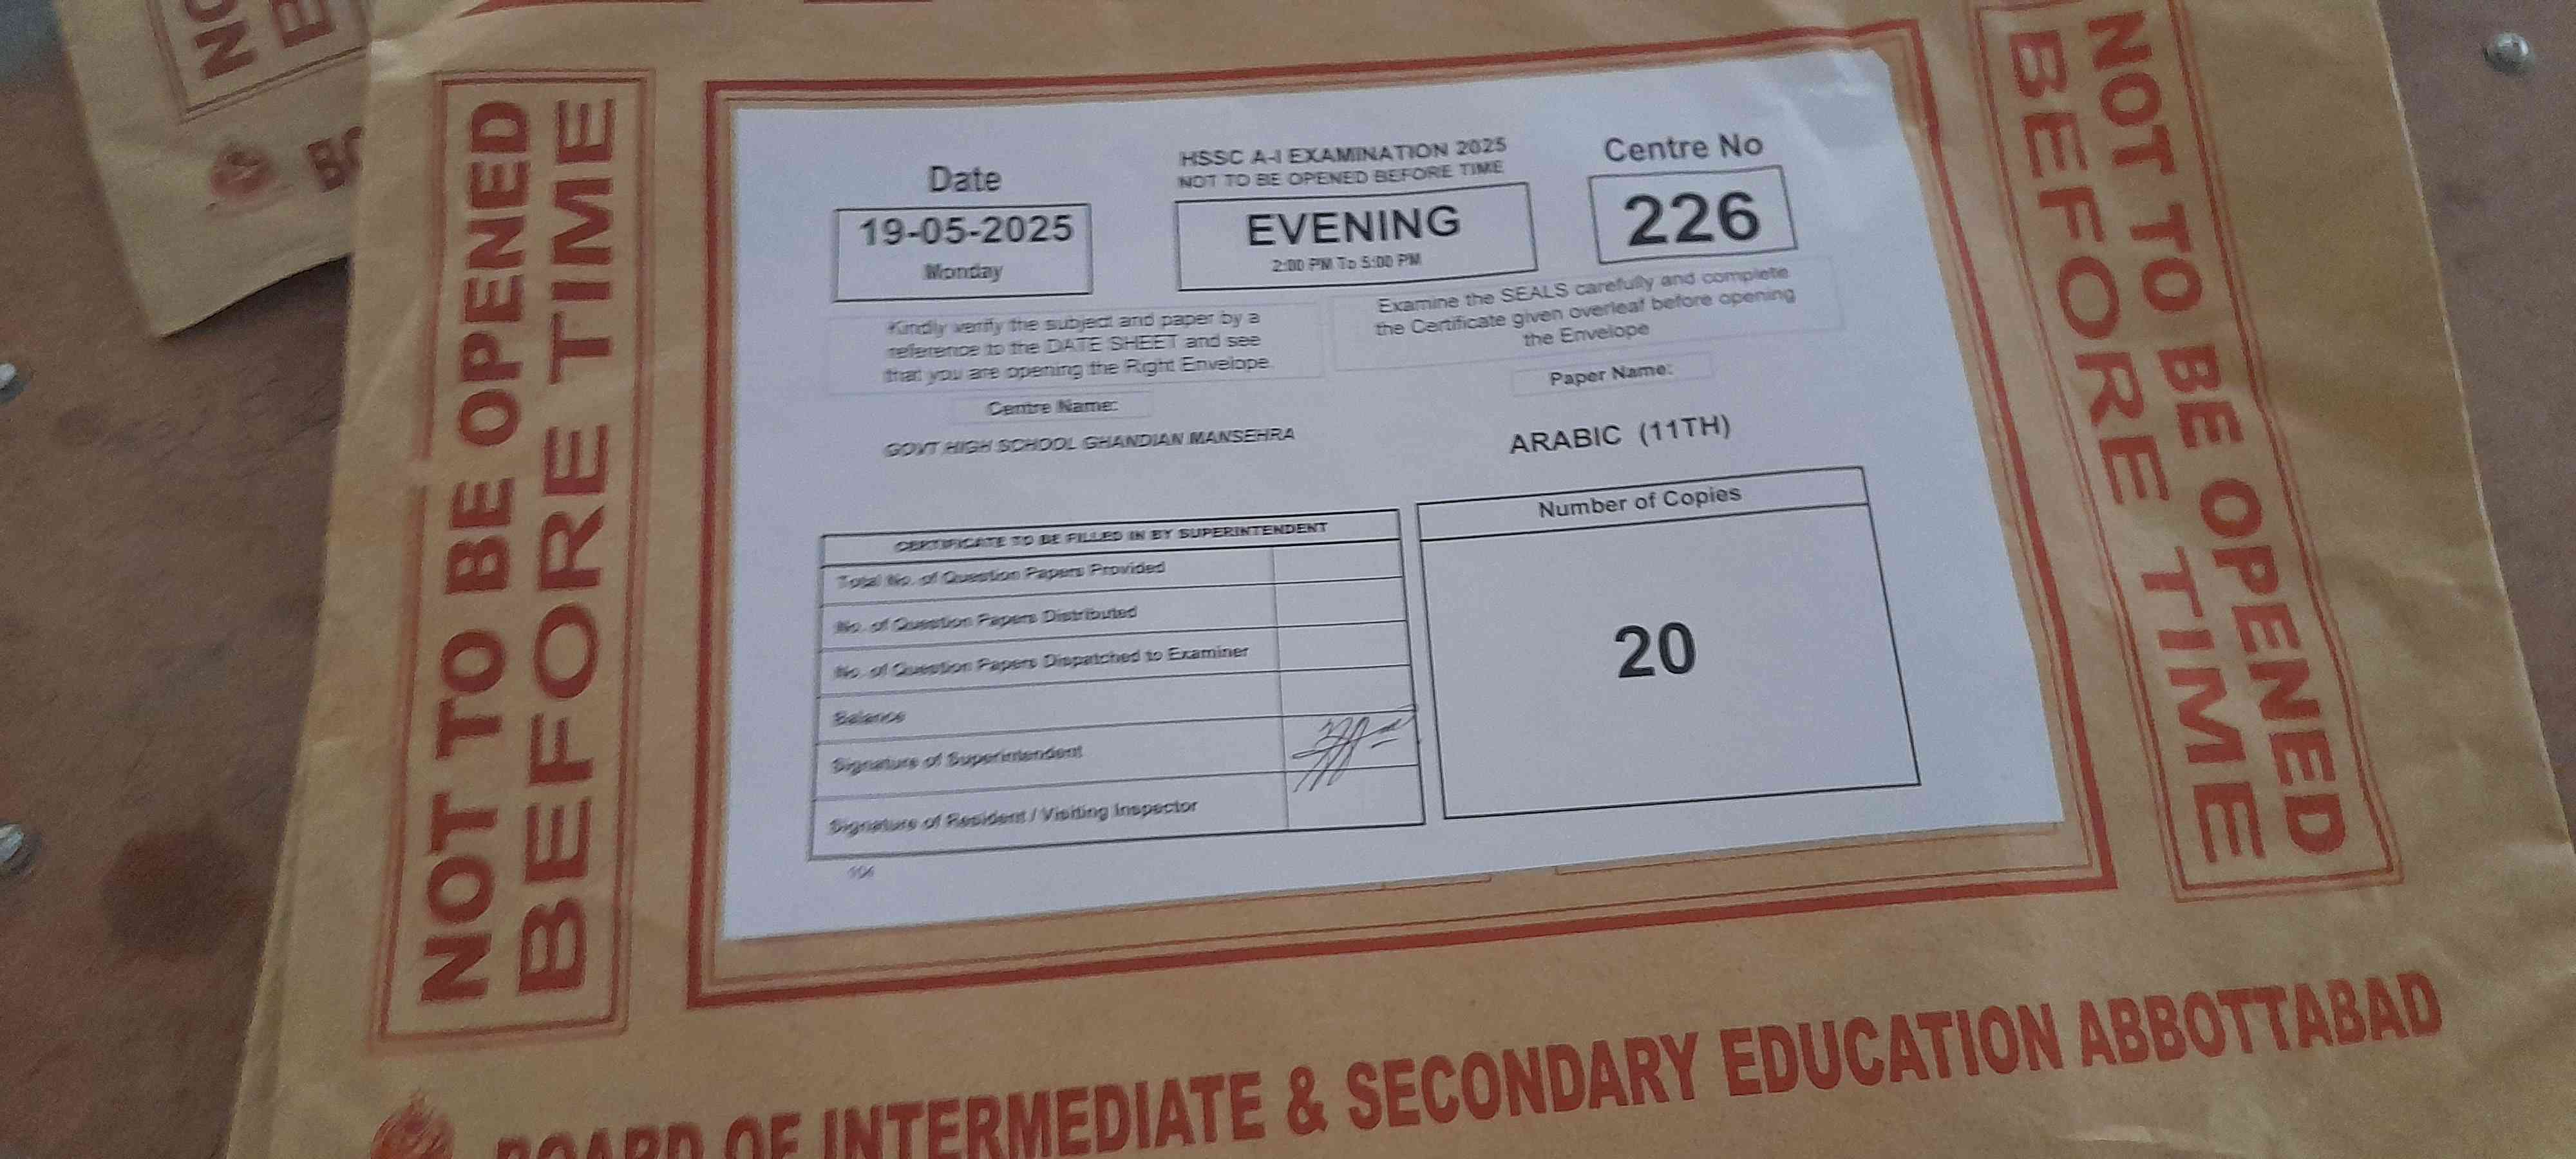 NO
BE
BO
NOT TO BE OPENED
BEFORE TIME
Date
19-05-2025
Monday
HSSC A-I EXAMINATION 2025
NOT TO BE OPENED BEFORE TIME
EVENING
2:00 PM To 5:00 PM
Centre No
226
Kindly verify the subject and paper by a
reference to the DATE SHEET and see
that you are opening the Right Envelope.
Examine the SEALS carefully and complete
the Certificate given overleaf before opening
the Envelope
Centre Name:
GOVT HIGH SCHOOL GHANDIAN MANSEHRA
Paper Name:
ARABIC (11TH)
CERTIFICATE TO BE FILLED IN BY SUPERINTENDENT
Total No. of Question Papers Provided
No. of Question Papers Distributed
No. of Question Papers Dispatched to Examiner
Balance
Signature of Superintendent
Signature of Resident / Visiting Inspector
Number of Copies
20
NOT TO BE OPENED
BEFORE TIME
BOARD OF INTERMEDIATE & SECONDARY EDUCATION ABBOTTABAD